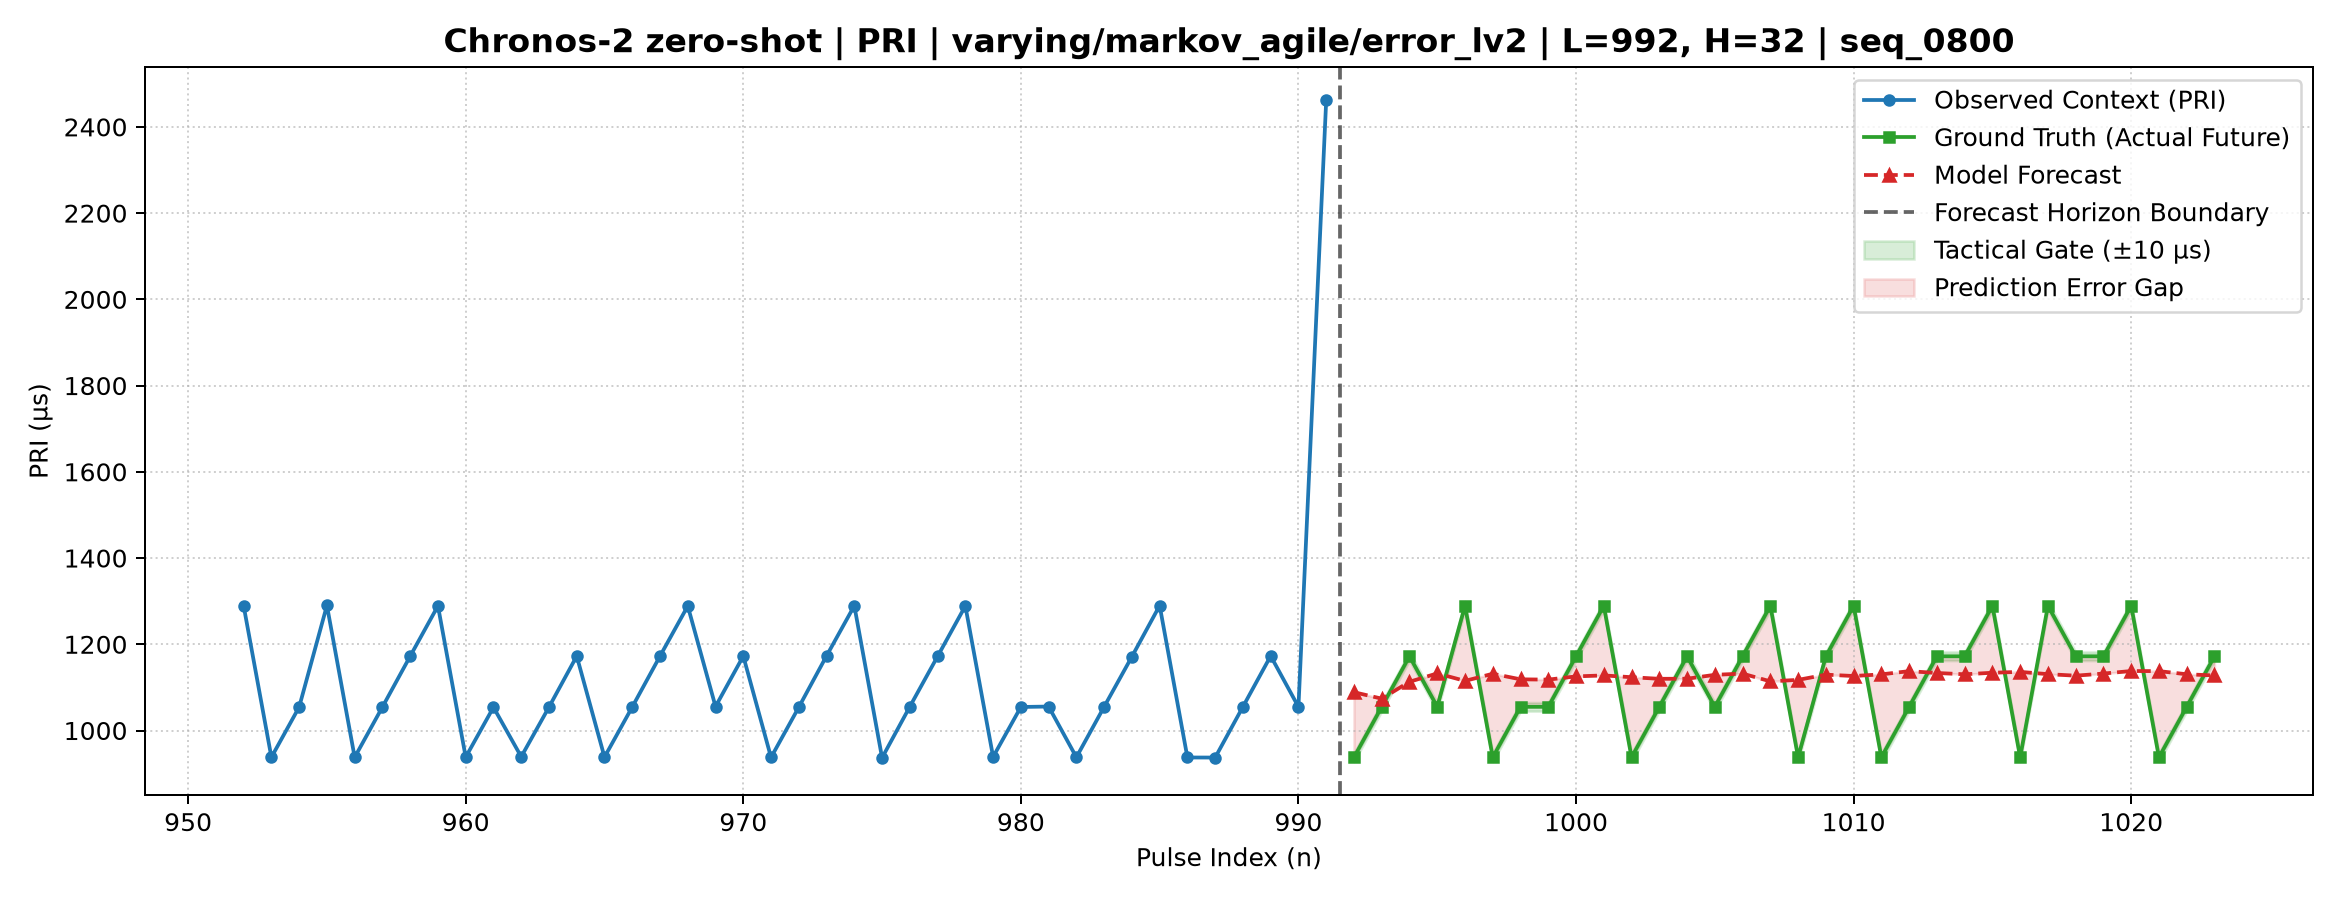 Chronos-2 zero-shot | PRI | varying/markov_agile/error_lv2 | L=992, H=32 | seq_0800
Observed Context (PRI)
Ground Truth (Actual Future)
Model Forecast
Forecast Horizon Boundary
Tactical Gate (±10 µs)
Prediction Error Gap
PRI (µs)
2400
2200
2000
1800
1600
1400
1200
1000
950 960 970 980 990 1000 1010 1020
Pulse Index (n)